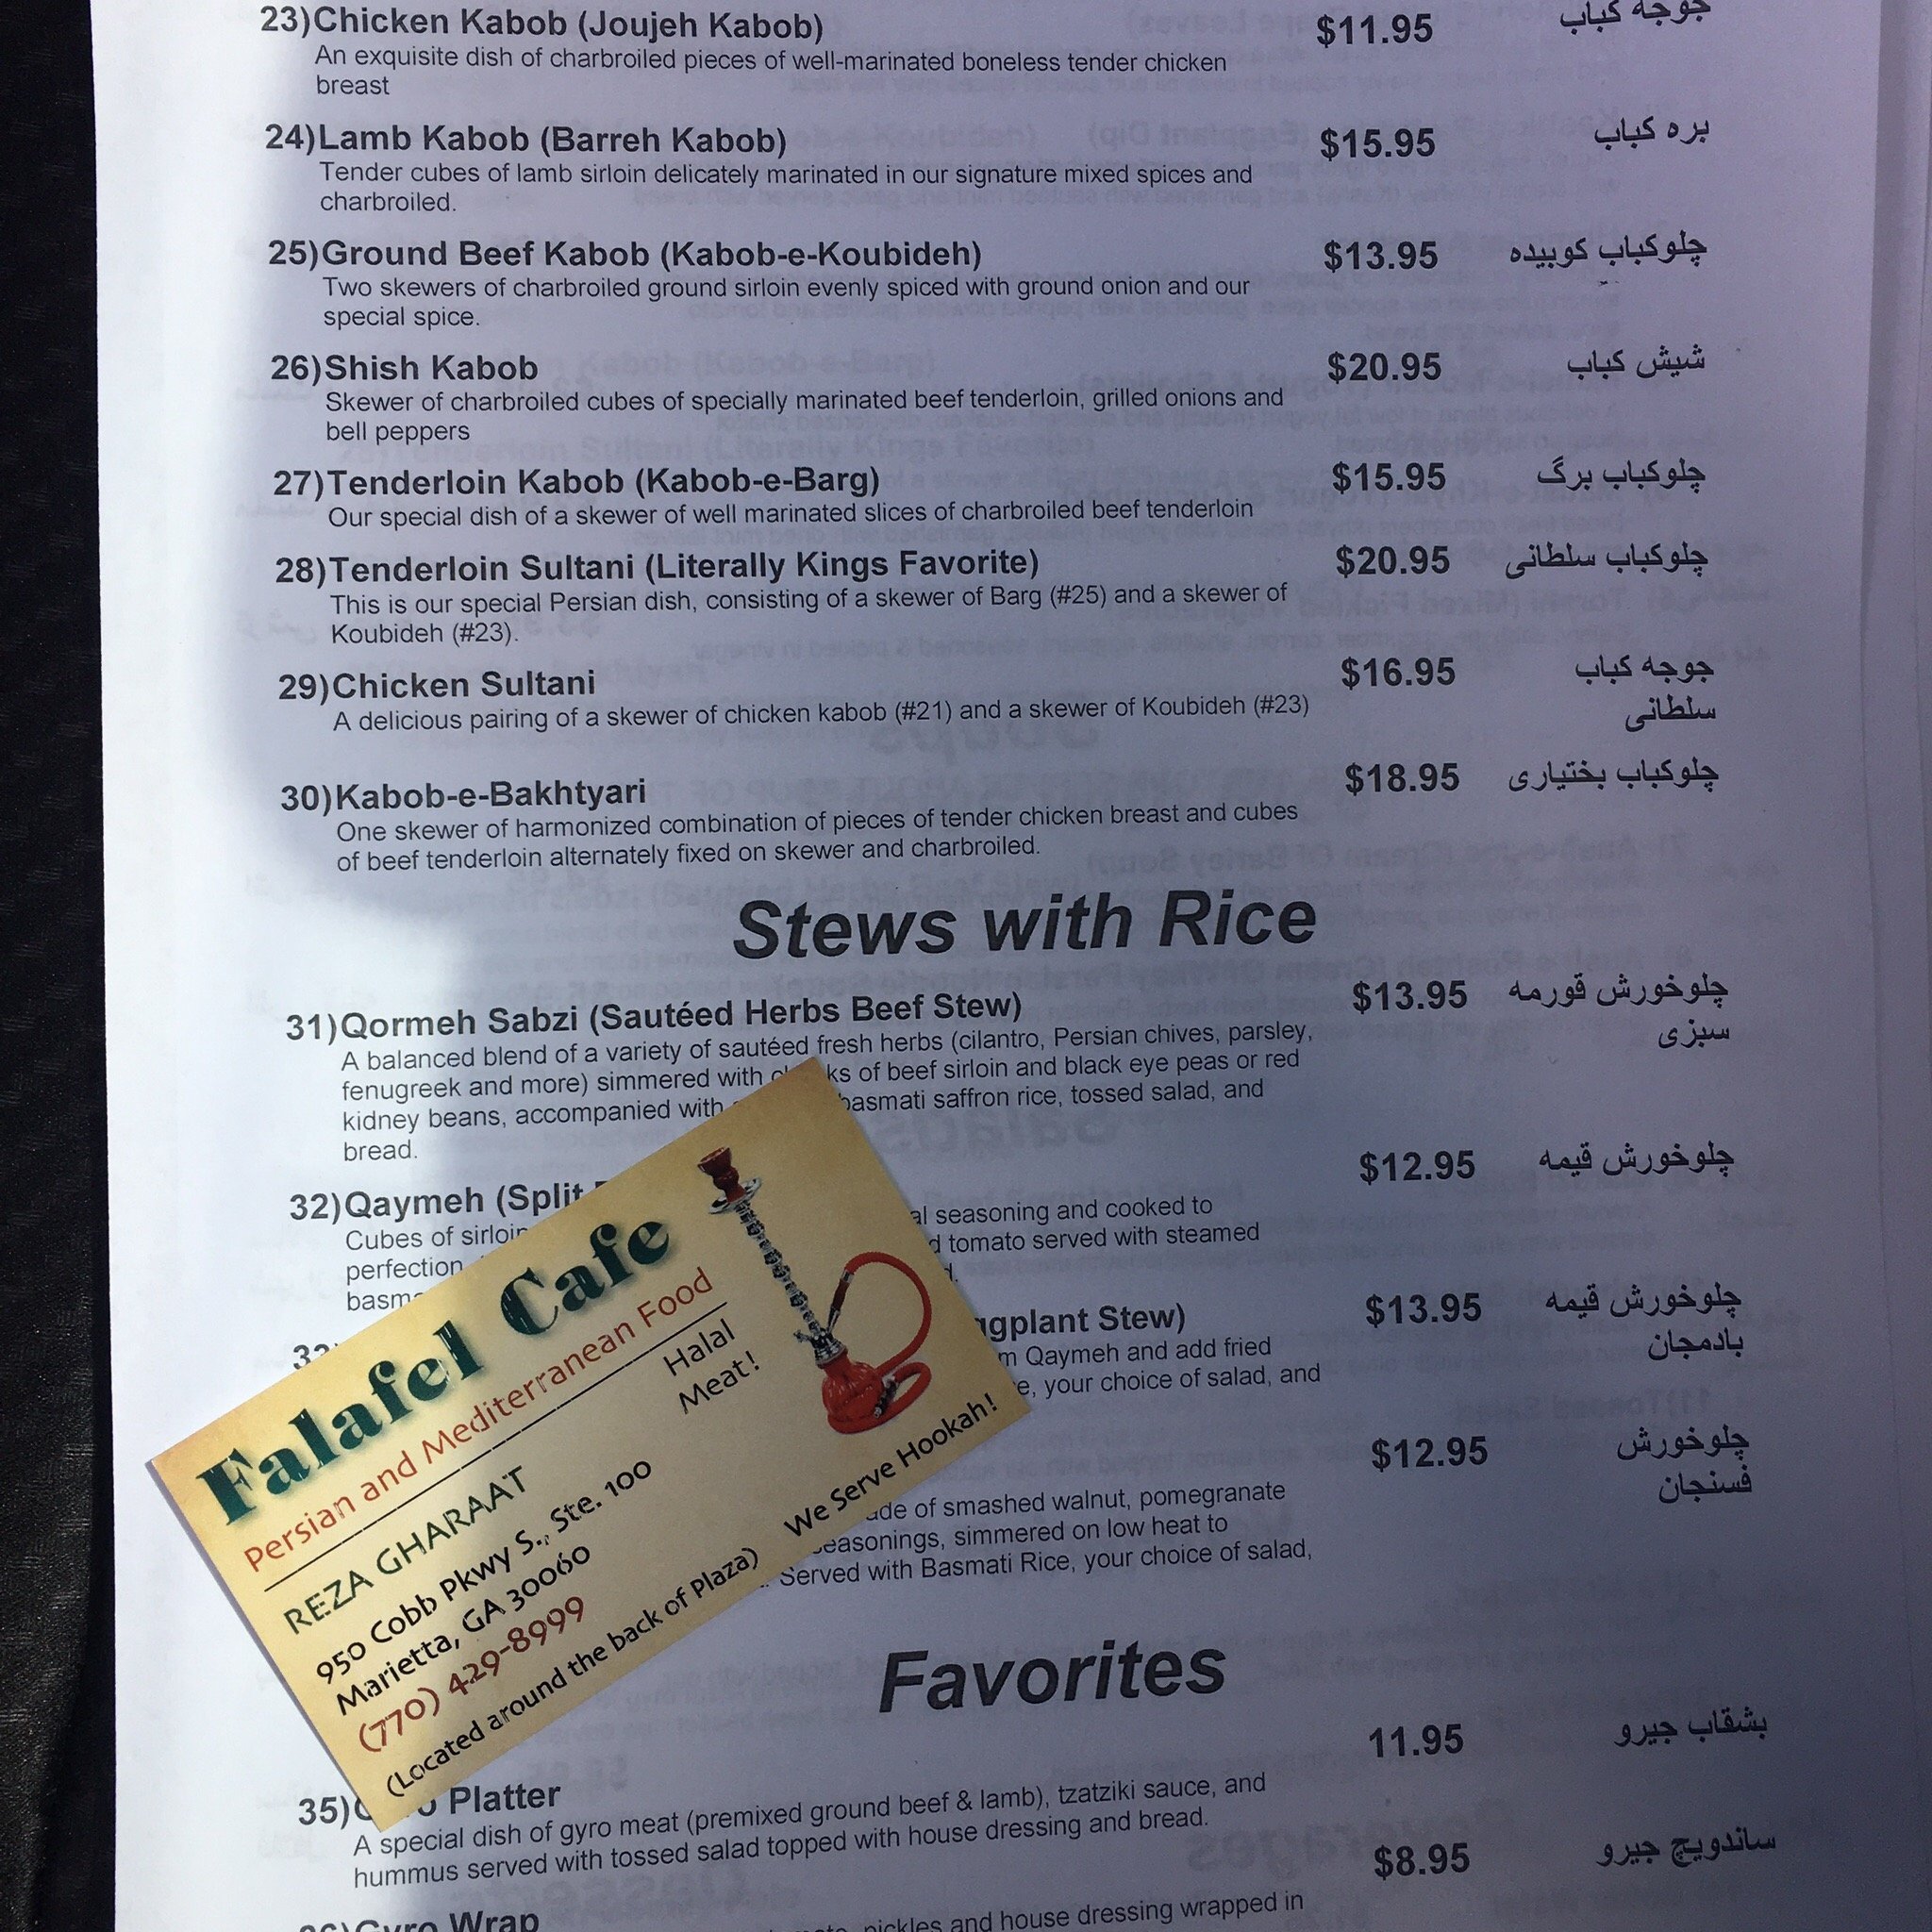 23)Chicken Kabob (Joujeh Kabob) $11.95 جوجه کباب
An exquisite dish of charbroiled pieces of well-marinated boneless tender chicken
breast
24)Lamb Kabob (Barreh Kabob) $15.95 بره کباب
Tender cubes of lamb sirloin delicately marinated in our signature mixed spices and
charbroiled.
25)Ground Beef Kabob (Kabob-e-Koubideh) $13.95 چلوکباب کوبیده
Two skewers of charbroiled ground sirloin evenly spiced with ground onion and our
special spice.
26)Shish Kabob $20.95 شیش کباب
Skewer of charbroiled cubes of specially marinated beef tenderloin, grilled onions and
bell peppers
27)Tenderloin Kabob (Kabob-e-Barg) $15.95 چلوکباب برگ
Our special dish of a skewer of well marinated slices of charbroiled beef tenderloin
28)Tenderloin Sultani (Literally Kings Favorite) $20.95 چلوکباب سلطانی
This is our special Persian dish, consisting of a skewer of Barg (#25) and a skewer of
Koubideh (#23).
29)Chicken Sultani $16.95 جوجه کباب
سلطانی
A delicious pairing of a skewer of chicken kabob (#21) and a skewer of Koubideh (#23)
30)Kabob-e-Bakhtyari $18.95 چلوکباب بختیاری
One skewer of harmonized combination of pieces of tender chicken breast and cubes
of beef tenderloin alternately fixed on skewer and charbroiled.
Stews with Rice
31)Qormeh Sabzi (Sautéed Herbs Beef Stew) $13.95 چلوخورش قورمه
سبزی
A balanced blend of a variety of sautéed fresh herbs (cilantro, Persian chives, parsley,
fenugreek and more) simmered with ks of beef sirloin and black eye peas or red
kidney beans, accompanied with basmati saffron rice, tossed salad, and
bread.
32)Qaymeh (Split $12.95 چلوخورش قیمه
Cubes of sirloin al seasoning and cooked to
perfection d tomato served with steamed
basm d.
ggplant Stew) $13.95 چلوخورش قیمه
بادمجان
m Qaymeh and add fried
e, your choice of salad, and
$12.95 چلوخورش
فسنجان
ade of smashed walnut, pomegranate
seasonings, simmered on low heat to
Served with Basmati Rice, your choice of salad,
Falafel Cafe
Persian and Mediterranean Food
Halal
Meat!
REZA GHARAAT
950 Cobb Pkwy S., Ste. 100
Marietta, GA 30060
(770) 429-8999
(Located around the back of Plaza) We Serve Hookah!
Favorites
35)G o Platter 11.95 بشقاب جیرو
A special dish of gyro meat (premixed ground beef & lamb), tzatziki sauce, and
hummus served with tossed salad topped with house dressing and bread.
36)Gyro Wrap $8.95 ساندویچ جیرو
pickles and house dressing wrapped in